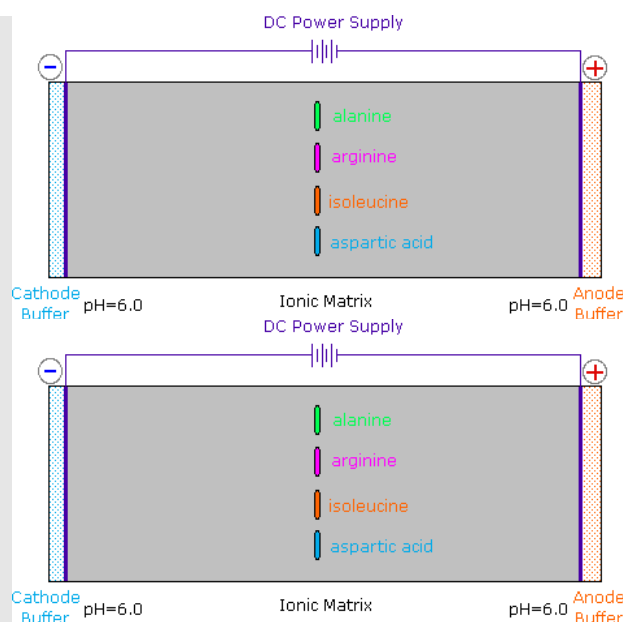 DC Power Supply
− +
alanine
arginine
isoleucine
aspartic acid
Cathode Buffer pH=6.0 Ionic Matrix pH=6.0 Anode Buffer
DC Power Supply
− +
alanine
arginine
isoleucine
aspartic acid
Cathode Buffer pH=6.0 Ionic Matrix pH=6.0 Anode Buffer